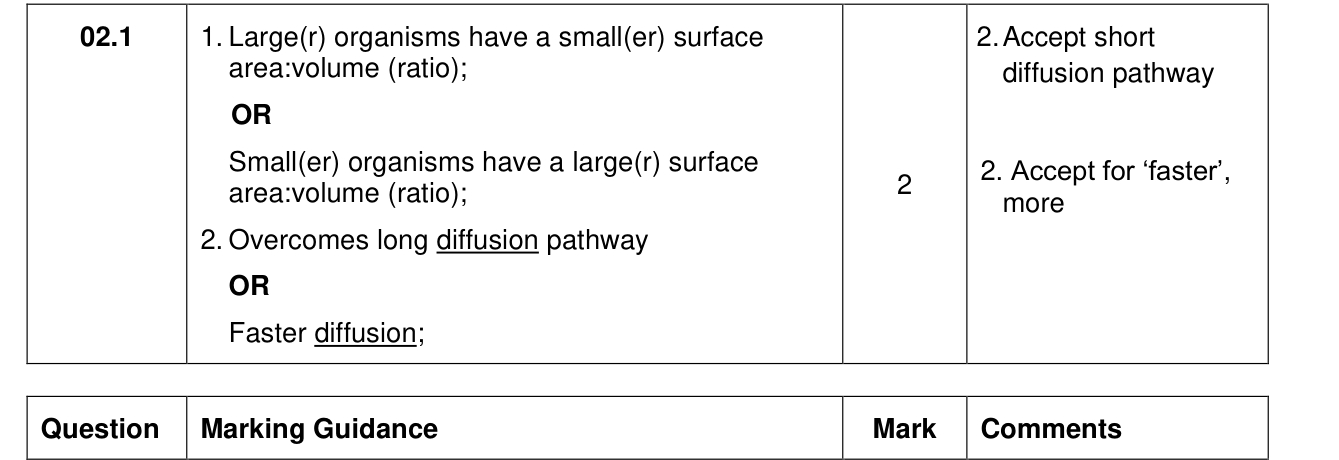 02.1
1. Large(r) organisms have a small(er) surface
area:volume (ratio);
OR
Small(er) organisms have a large(r) surface
area:volume (ratio);
2. Overcomes long diffusion pathway
OR
Faster diffusion;
2
2. Accept short
diffusion pathway
2. Accept for ‘faster’,
more
Question Marking Guidance Mark Comments